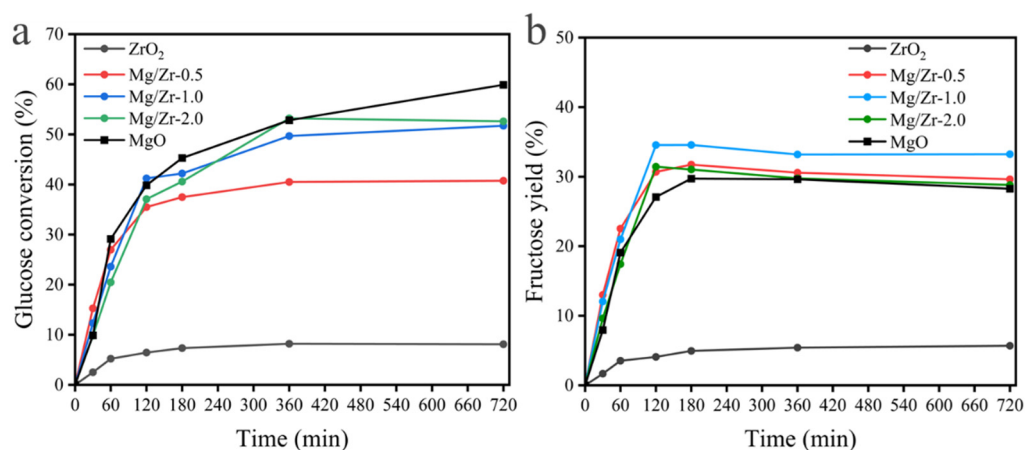 a
Glucose conversion (%)
70
60
50
40
30
20
10
0
ZrO₂
Mg/Zr-0.5
Mg/Zr-1.0
Mg/Zr-2.0
MgO
0 60 120 180 240 300 360 420 480 540 600 660 720
Time (min)
b
Fructose yield (%)
50
40
30
20
10
0
ZrO₂
Mg/Zr-0.5
Mg/Zr-1.0
Mg/Zr-2.0
MgO
0 60 120 180 240 300 360 420 480 540 600 660 720
Time (min)